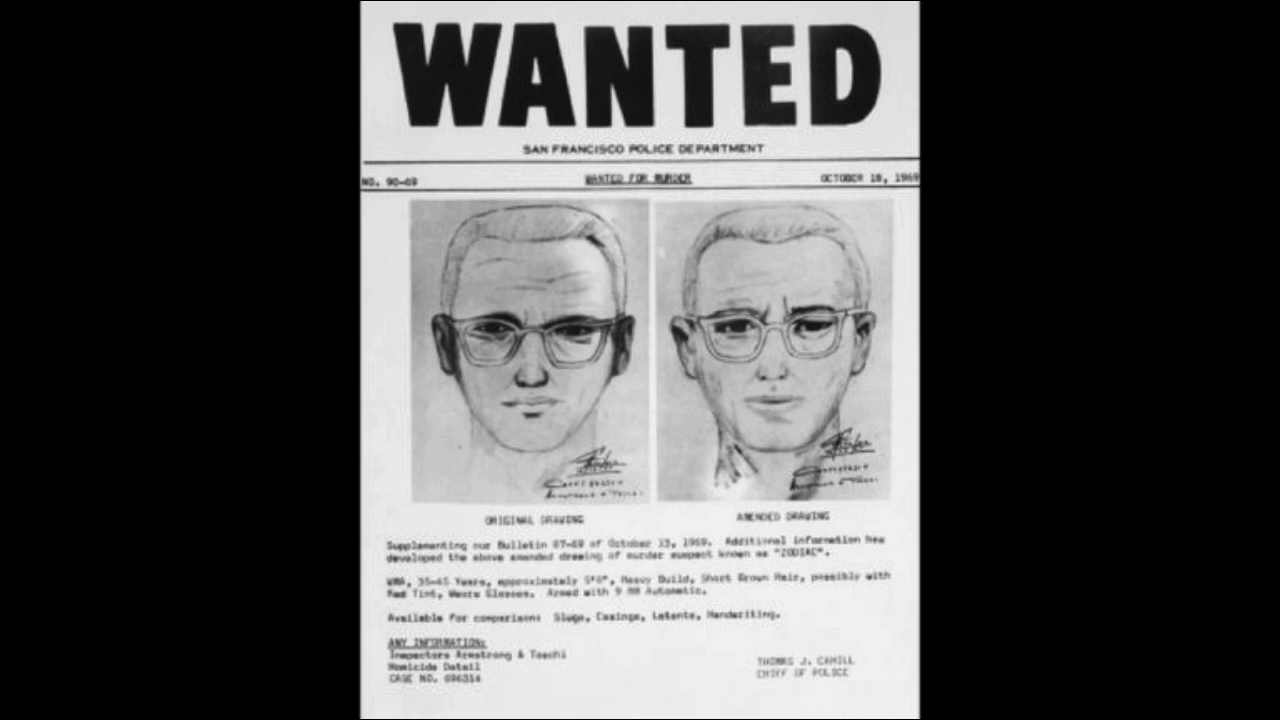 WANTED
SAN FRANCISCO POLICE DEPARTMENT
NO. 90-69 WANTED FOR MURDER OCTOBER 18, 1969
ORIGINAL DRAWING AMENDED DRAWING
Supplementing our Bulletin 87-69 of October 13, 1969. Additional information has
developed the above amended drawing of murder suspect known as "ZODIAC".
WMA, 35-45 Years, approximately 5'8", Heavy Build, Short Brown Hair, possibly with
Red Tint, Wears Glasses. Armed with 9 MM Automatic.
Available for comparison: Slugs, Casings, Latents, Handwriting.
ANY INFORMATION:
Inspectors Armstrong & Toschi
Homicide Detail
CASE NO. 696314
THOMAS J. CAHILL
CHIEF OF POLICE